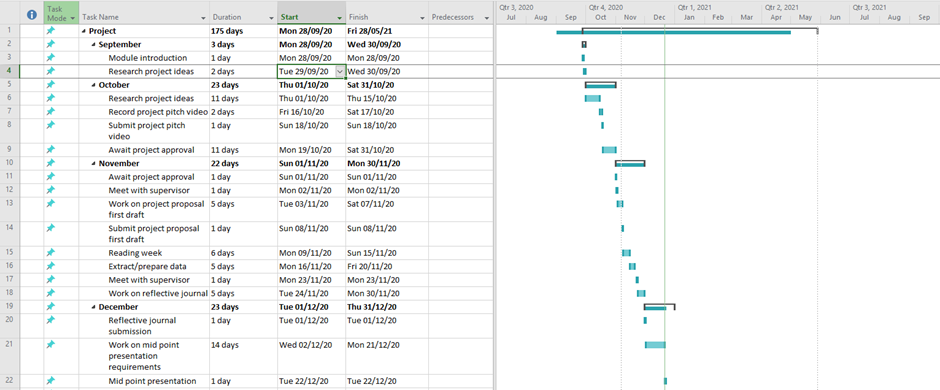 Qtr 3, 2020 Qtr 4, 2020 Qtr 1, 2021 Qtr 2, 2021 Qtr 3, 2021
Task Mode Task Name Duration Start Finish Predecessors Jul Aug Sep Oct Nov Dec Jan Feb Mar Apr May Jun Jul Aug Sep
1 Project 175 days Mon 28/09/20 Fri 28/05/21
2 September 3 days Mon 28/09/20 Wed 30/09/20
3 Module introduction 1 day Mon 28/09/20 Mon 28/09/20
4 Research project ideas 2 days Tue 29/09/20 Wed 30/09/20
5 October 23 days Thu 01/10/20 Sat 31/10/20
6 Research project ideas 11 days Thu 01/10/20 Thu 15/10/20
7 Record project pitch video 2 days Fri 16/10/20 Sat 17/10/20
8 Submit project pitch 1 day Sun 18/10/20 Sun 18/10/20
video
9 Await project approval 11 days Mon 19/10/20 Sat 31/10/20
10 November 22 days Sun 01/11/20 Mon 30/11/20
11 Await project approval 1 day Sun 01/11/20 Sun 01/11/20
12 Meet with supervisor 1 day Mon 02/11/20 Mon 02/11/20
13 Work on project proposal 5 days Tue 03/11/20 Sat 07/11/20
first draft
14 Submit project proposal 1 day Sun 08/11/20 Sun 08/11/20
first draft
15 Reading week 6 days Mon 09/11/20 Sun 15/11/20
16 Extract/prepare data 5 days Mon 16/11/20 Fri 20/11/20
17 Meet with supervisor 1 day Mon 23/11/20 Mon 23/11/20
18 Work on reflective journal 5 days Tue 24/11/20 Mon 30/11/20
19 December 23 days Tue 01/12/20 Thu 31/12/20
20 Reflective journal 1 day Tue 01/12/20 Tue 01/12/20
submission
21 Work on mid point 14 days Wed 02/12/20 Mon 21/12/20
presentation
requirements
22 Mid point presentation 1 day Tue 22/12/20 Tue 22/12/20